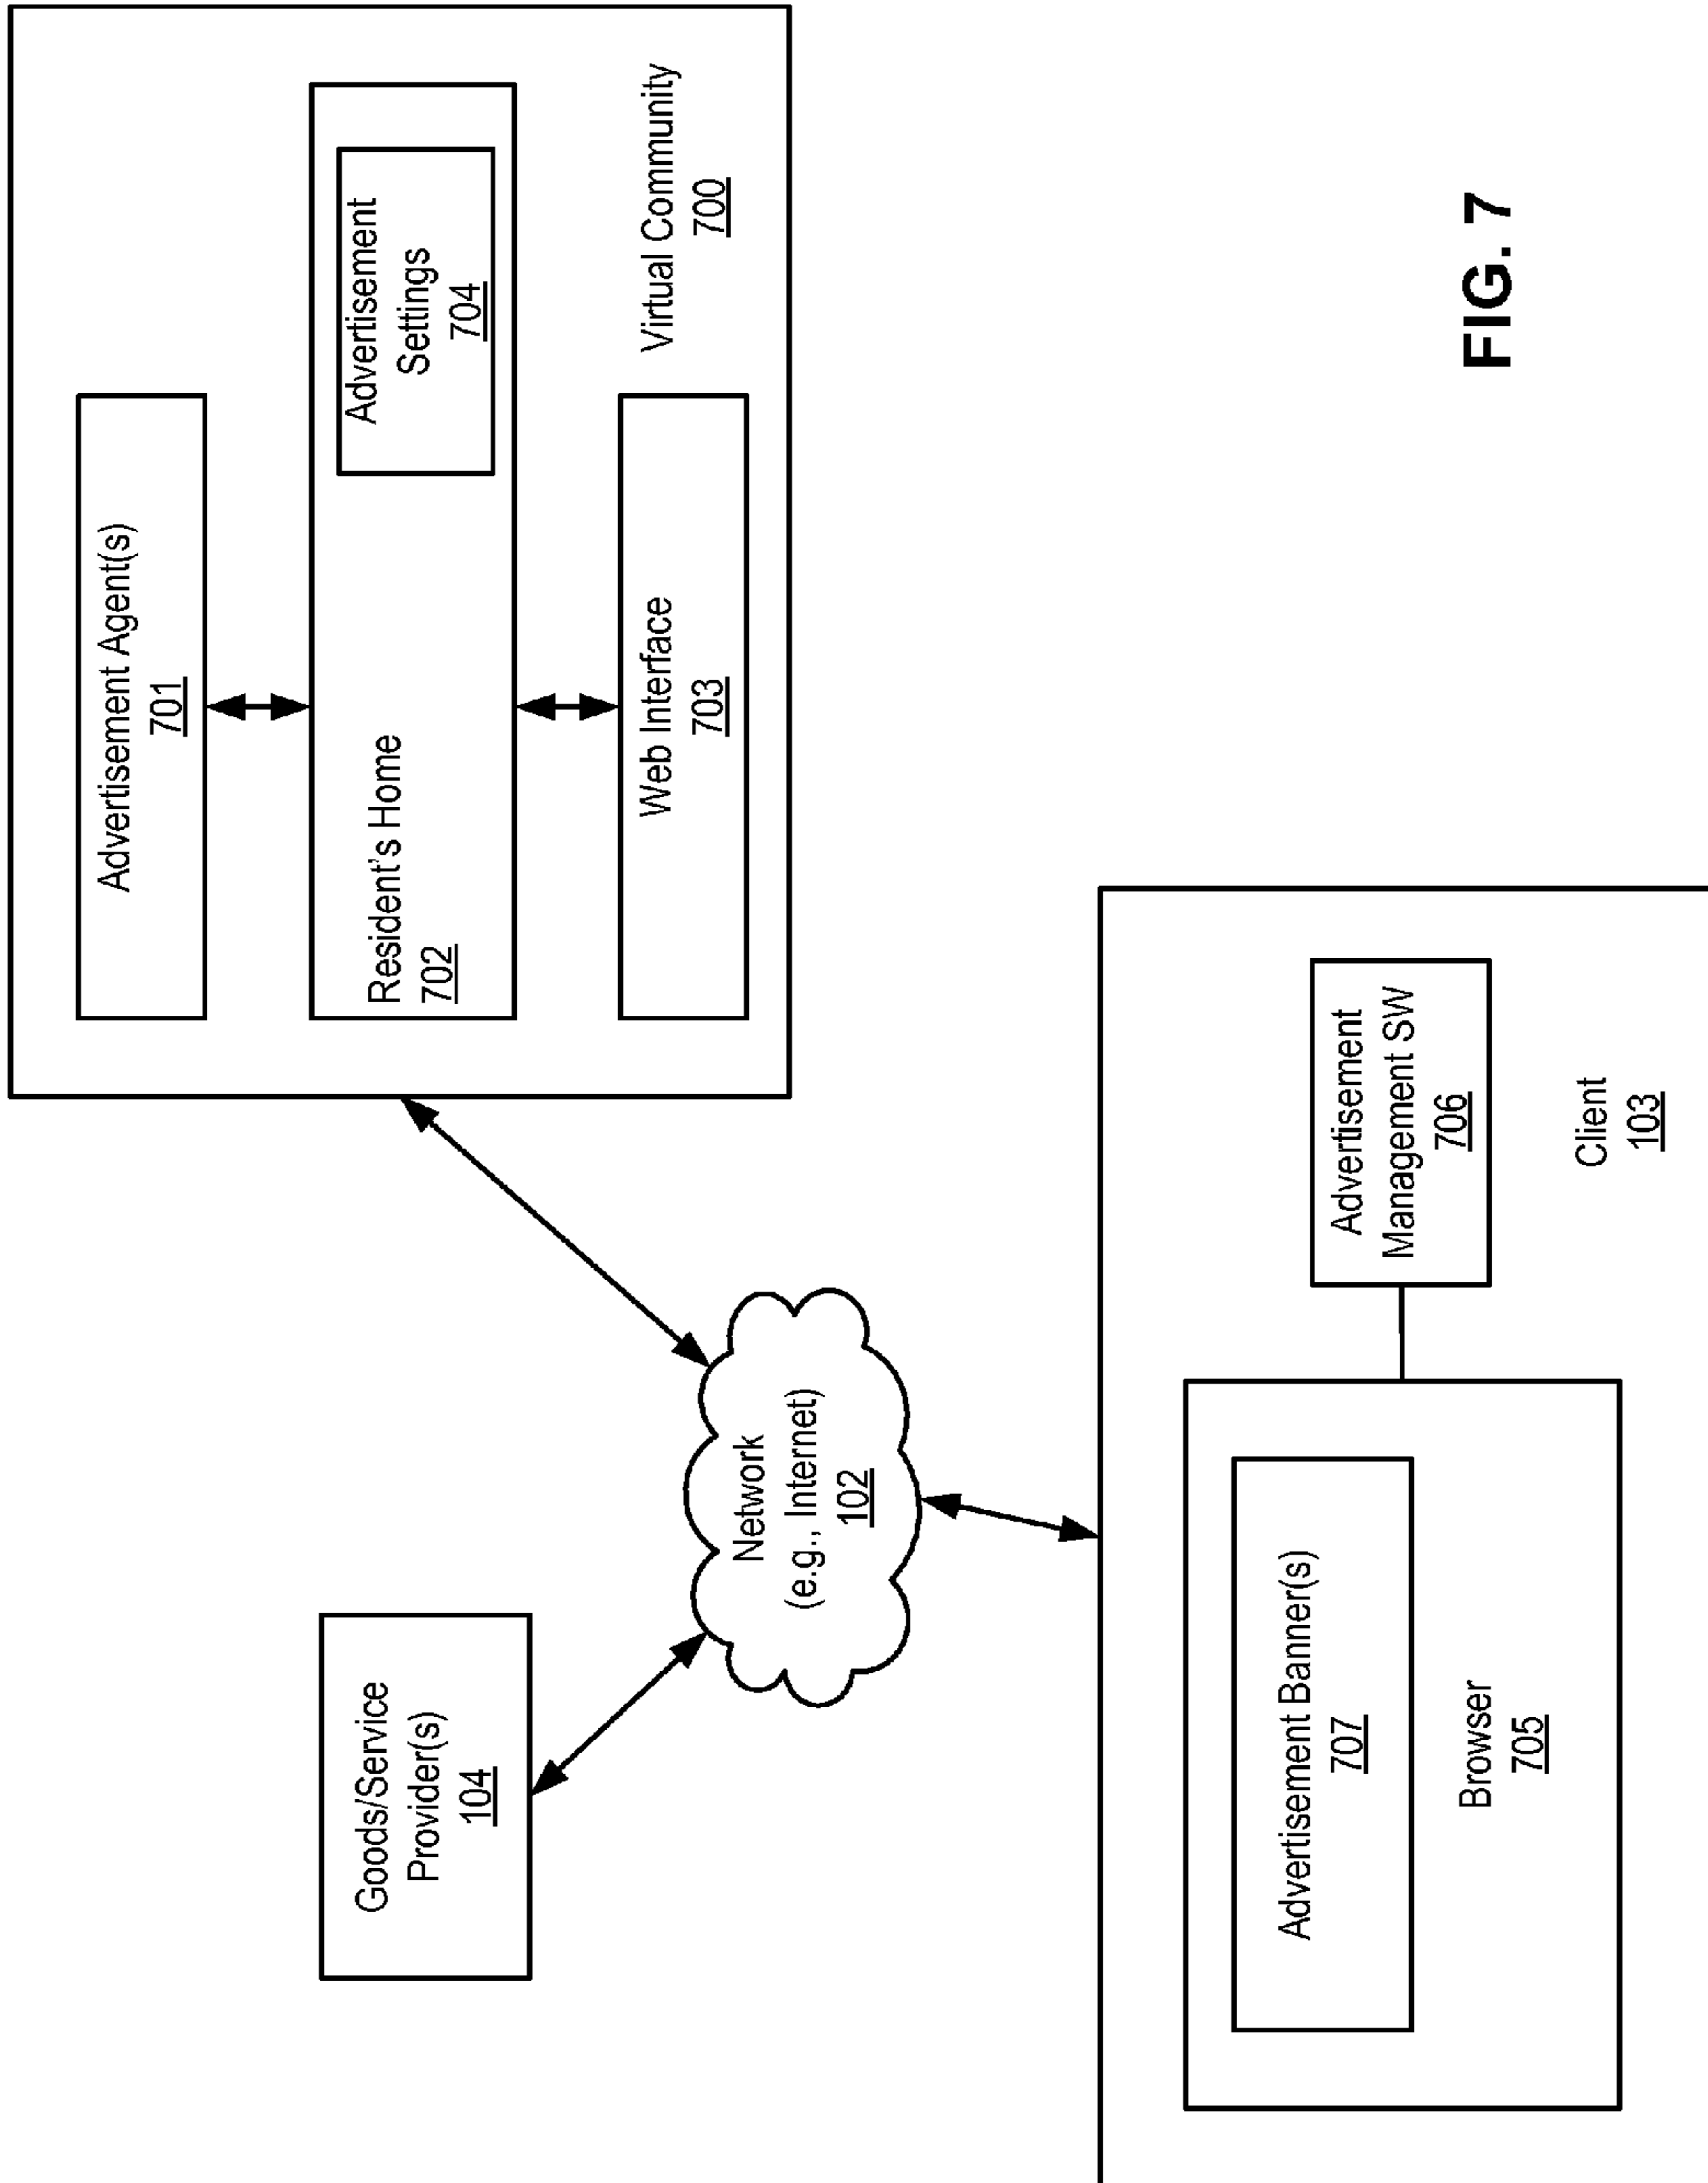 Goods/Service
Provider(s)
104
Advertisement Agent(s)
701
Resident's Home
702
Advertisement
Settings
704
Web Interface
703
Virtual Community
700
Network
(e.g., Internet)
102
Advertisement Banner(s)
707
Browser
705
Advertisement
Management SW
706
Client
103
FIG. 7